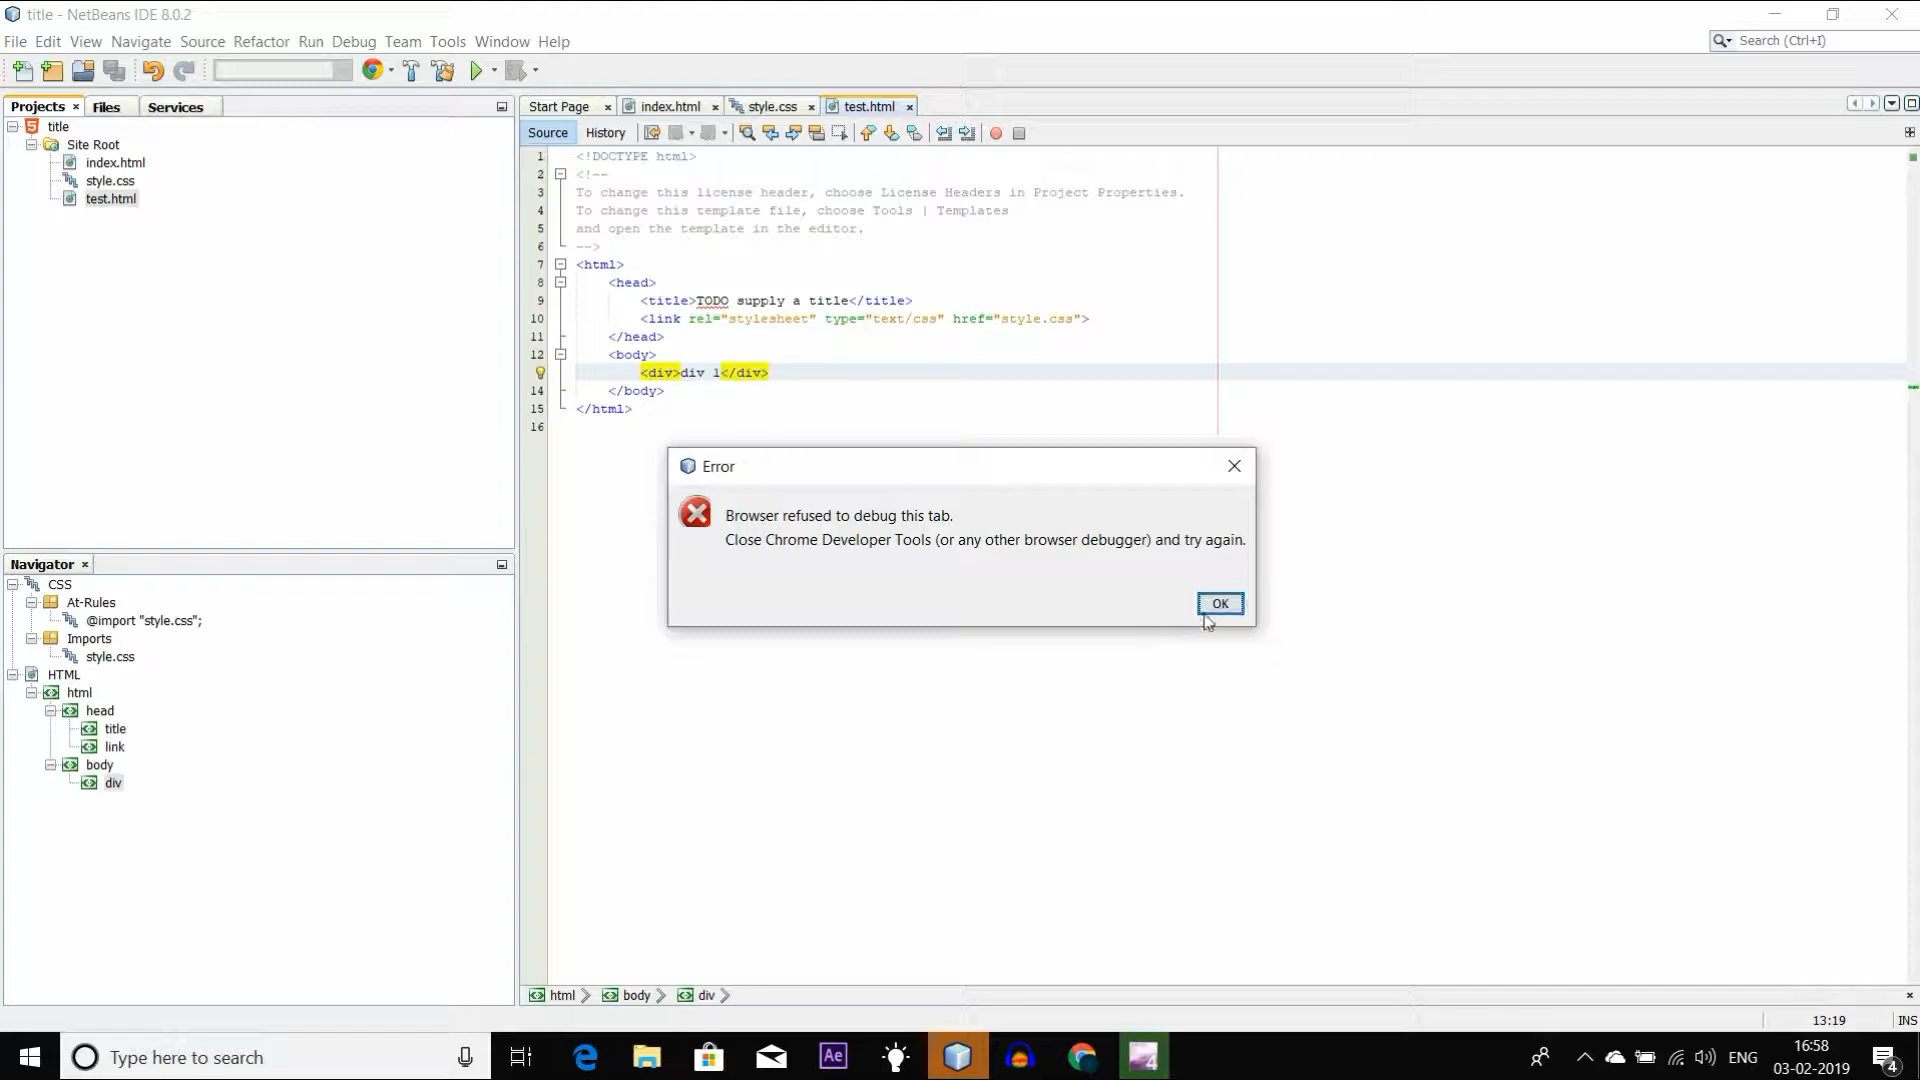 title - NetBeans IDE 8.0.2
File Edit View Navigate Source Refactor Run Debug Team Tools Window Help
Search (Ctrl+I)
Projects Files Services
title
Site Root
index.html
style.css
test.html
Start Page index.html style.css test.html
Source History
1 <!DOCTYPE html>
2 <!--
3 To change this license header, choose License Headers in Project Properties.
4 To change this template file, choose Tools | Templates
5 and open the template in the editor.
6 -->
7 <html>
8 <head>
9 <title>TODO supply a title</title>
10 <link rel="stylesheet" type="text/css" href="style.css">
11 </head>
12 <body>
<div>div 1</div>
14 </body>
15 </html>
16
Error
Browser refused to debug this tab.
Close Chrome Developer Tools (or any other browser debugger) and try again.
OK
Navigator
CSS
At-Rules
@import "style.css";
Imports
style.css
HTML
html
head
title
link
body
div
html body div
13:19 INS
Type here to search
Ae
4
ENG
16:58
03-02-2019
4